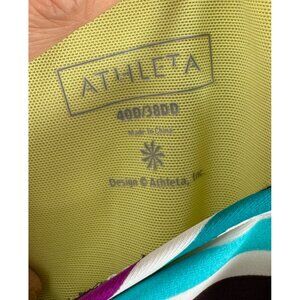 ATHLETA
40D/38DD
Made in China
Design © Athleta, Inc.